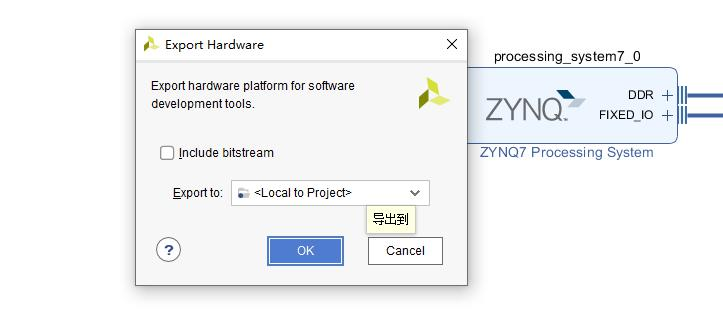 Export Hardware
Export hardware platform for software
development tools.
Include bitstream
Export to: <Local to Project>
导出到
? OK Cancel
processing_system7_0
ZYNQ
DDR
FIXED_IO
ZYNQ7 Processing System